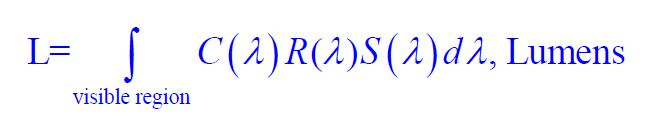 L= ∫ C(λ)R(λ)S(λ)dλ, Lumens
visible region